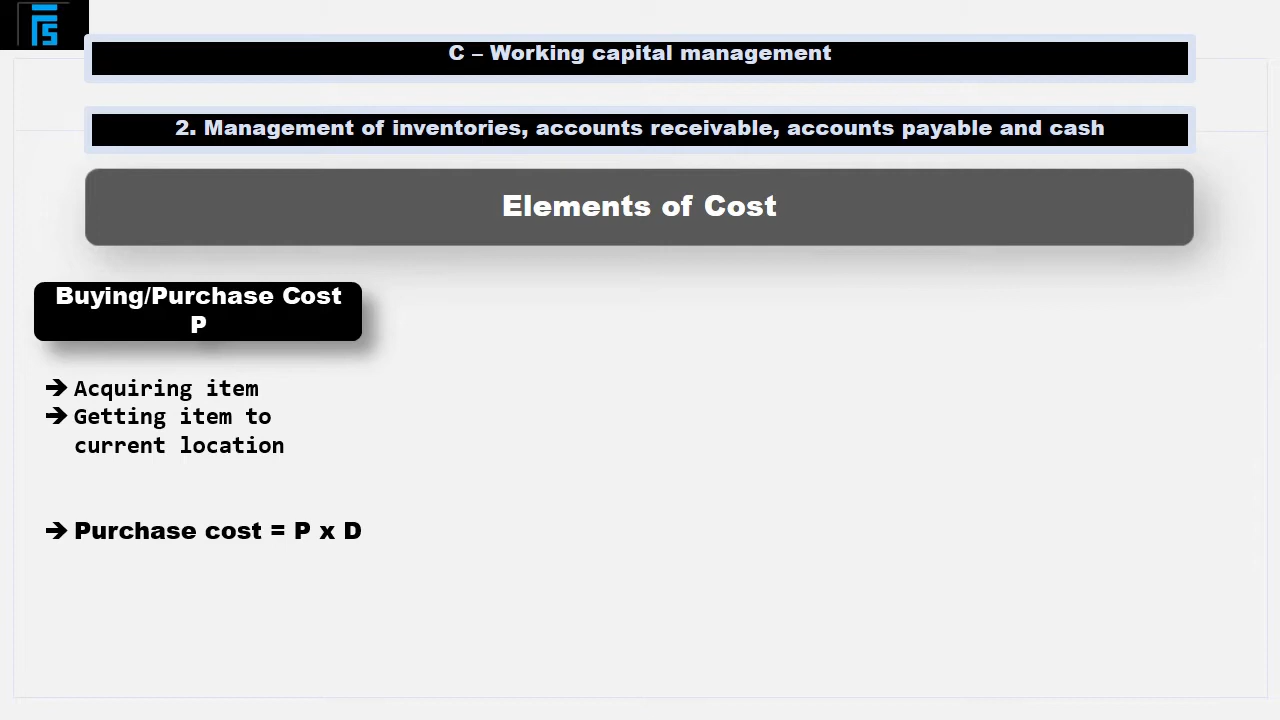 C – Working capital management
2. Management of inventories, accounts receivable, accounts payable and cash
Elements of Cost
Buying/Purchase Cost
P
➔ Acquiring item
➔ Getting item to
current location
➔ Purchase cost = P x D